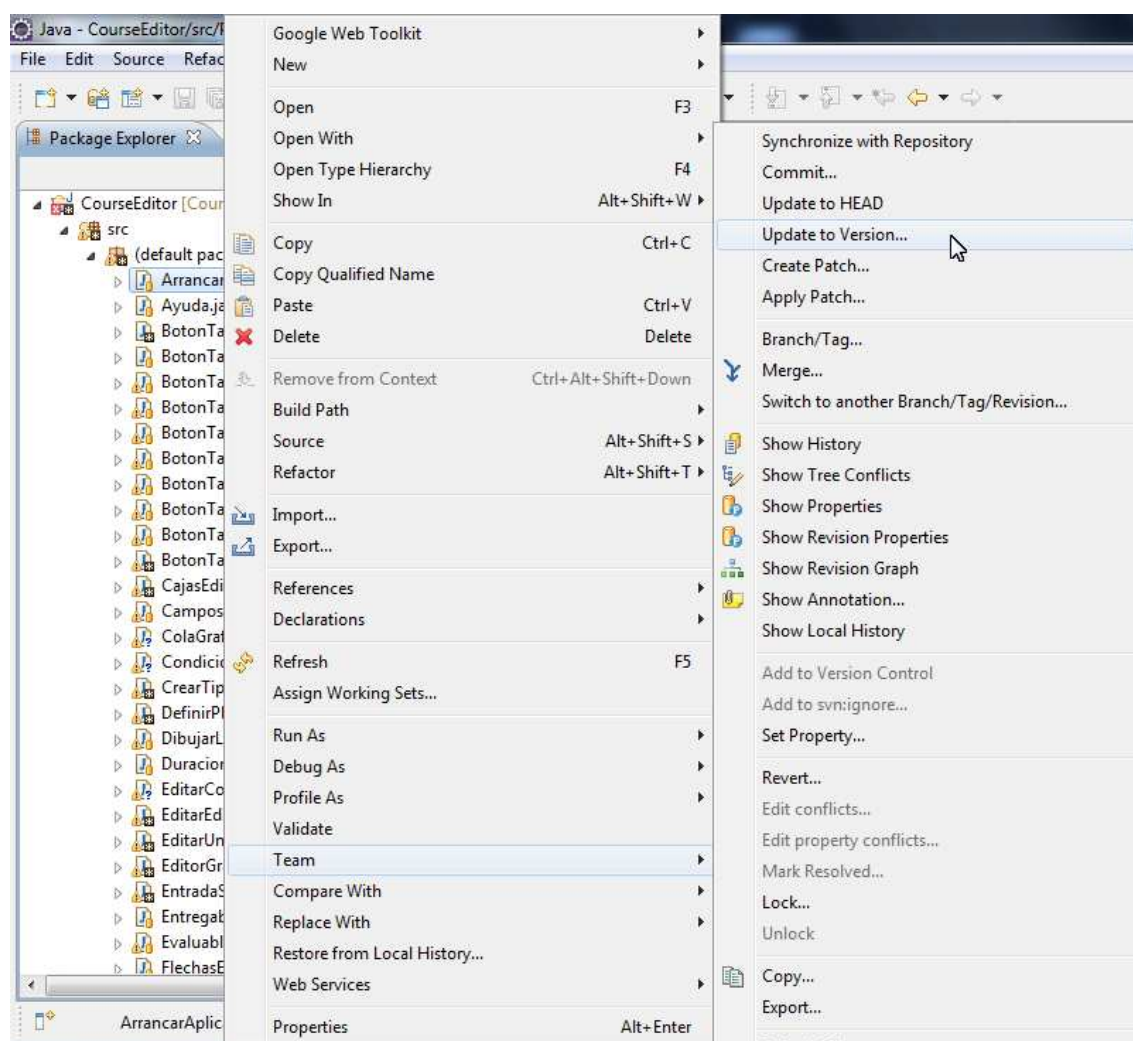 Java - CourseEditor/src/
File Edit Source Refac
Package Explorer
CourseEditor [Cour
src
(default pac
Arrancar
Ayuda.ja
BotonTa
BotonTa
BotonTa
BotonTa
BotonTa
BotonTa
BotonTa
BotonTa
BotonTa
BotonTa
CajasEdi
Campos
ColaGraf
Condicio
CrearTip
DefinirPl
DibujarL
Duracior
EditarCo
EditarEd
EditarUn
EditorGr
EntradaS
Entregab
Evaluabl
FlechasE
ArrancarAplic
Google Web Toolkit
New
Open F3
Open With
Open Type Hierarchy F4
Show In Alt+Shift+W
Copy Ctrl+C
Copy Qualified Name
Paste Ctrl+V
Delete Delete
Remove from Context Ctrl+Alt+Shift+Down
Build Path
Source Alt+Shift+S
Refactor Alt+Shift+T
Import...
Export...
References
Declarations
Refresh F5
Assign Working Sets...
Run As
Debug As
Profile As
Validate
Team
Compare With
Replace With
Restore from Local History...
Web Services
Properties Alt+Enter
Synchronize with Repository
Commit...
Update to HEAD
Update to Version...
Create Patch...
Apply Patch...
Branch/Tag...
Merge...
Switch to another Branch/Tag/Revision...
Show History
Show Tree Conflicts
Show Properties
Show Revision Properties
Show Revision Graph
Show Annotation...
Show Local History
Add to Version Control
Add to svn:ignore...
Set Property...
Revert...
Edit conflicts...
Edit property conflicts...
Mark Resolved...
Lock...
Unlock
Copy...
Export...